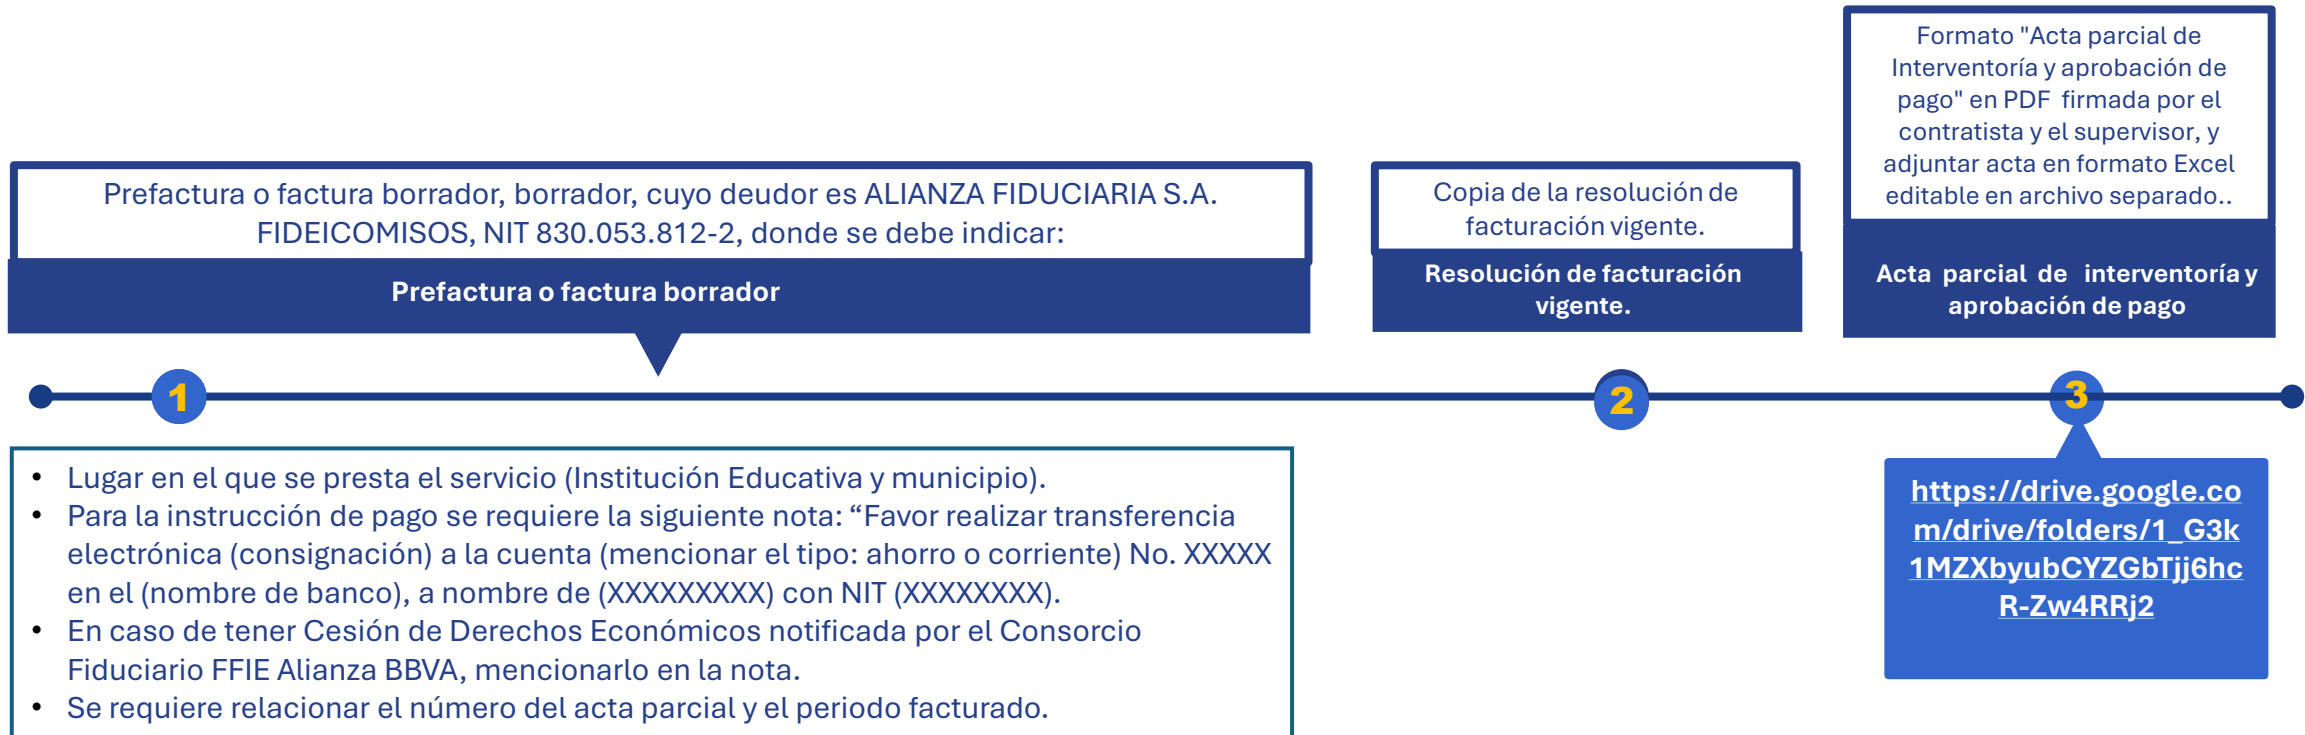 Prefactura o factura borrador, borrador, cuyo deudor es ALIANZA FIDUCIARIA S.A.
FIDEICOMISOS, NIT 830.053.812-2, donde se debe indicar:
Prefactura o factura borrador
Copia de la resolución de
facturación vigente.
Resolución de facturación
vigente.
Formato "Acta parcial de
Interventoría y aprobación de
pago" en PDF firmada por el
contratista y el supervisor, y
adjuntar acta en formato Excel
editable en archivo separado..
Acta parcial de interventoría y
aprobación de pago
1
2
3
• Lugar en el que se presta el servicio (Institución Educativa y municipio).
• Para la instrucción de pago se requiere la siguiente nota: “Favor realizar transferencia
electrónica (consignación) a la cuenta (mencionar el tipo: ahorro o corriente) No. XXXXX
en el (nombre de banco), a nombre de (XXXXXXXXX) con NIT (XXXXXXXX).
• En caso de tener Cesión de Derechos Económicos notificada por el Consorcio
Fiduciario FFIE Alianza BBVA, mencionarlo en la nota.
• Se requiere relacionar el número del acta parcial y el periodo facturado.
https://drive.google.co
m/drive/folders/1_G3k
1MZXbyubCYZGbTjj6hc
R-Zw4RRj2